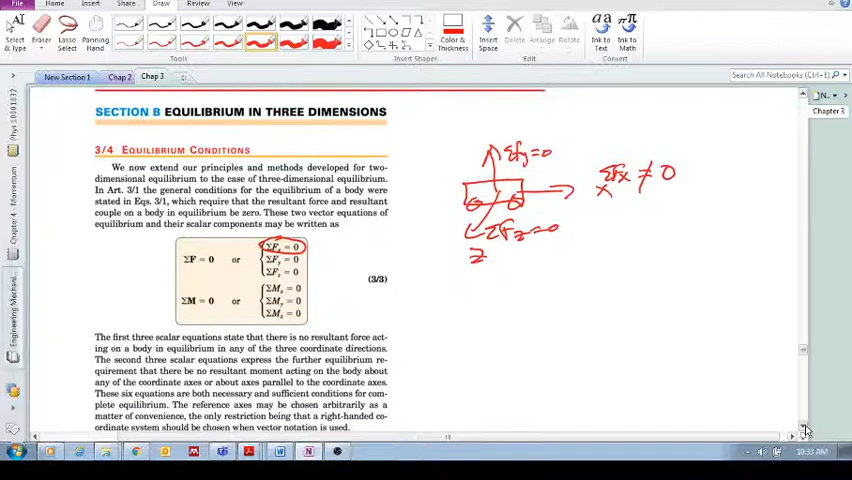 File
Home
Insert
Draw
View
Select & Type
Eraser
Lasso Select
Panning Hand
Color & Thickness
Insert Space
Delete
Arrange
Rotate
Ink to Text
Ink to Math
Tools
Insert Shapes
Edit
Convert
New Section 1
Chap 2
Chap 3
Search All Notebooks (Ctrl+E)
N...
Chapter 3
Phys 10801032
Chapter 4 - Momentum
Engineering Mechani...
SECTION B EQUILIBRIUM IN THREE DIMENSIONS
3/4 EQUILIBRIUM CONDITIONS
We now extend our principles and methods developed for two-
dimensional equilibrium to the case of three-dimensional equilibrium.
In Art. 3/1 the general conditions for the equilibrium of a body were
stated in Eqs. 3/1, which require that the resultant force and resultant
couple on a body in equilibrium be zero. These two vector equations of
equilibrium and their scalar components may be written as
ΣF = 0 or
ΣFx = 0
ΣFy = 0
ΣFz = 0
(3/3)
ΣM = 0 or
ΣMx = 0
ΣMy = 0
ΣMz = 0
The first three scalar equations state that there is no resultant force act-
ing on a body in equilibrium in any of the three coordinate directions.
The second three scalar equations express the further equilibrium re-
quirement that there be no resultant moment acting on the body about
any of the coordinate axes or about axes parallel to the coordinate axes.
These six equations are both necessary and sufficient conditions for com-
plete equilibrium. The reference axes may be chosen arbitrarily as a
matter of convenience, the only restriction being that a right-handed co-
ordinate system should be chosen when vector notation is used.
ΣFy=0
ΣFx ≠ 0
x
ΣFz=0
z
10:33 AM